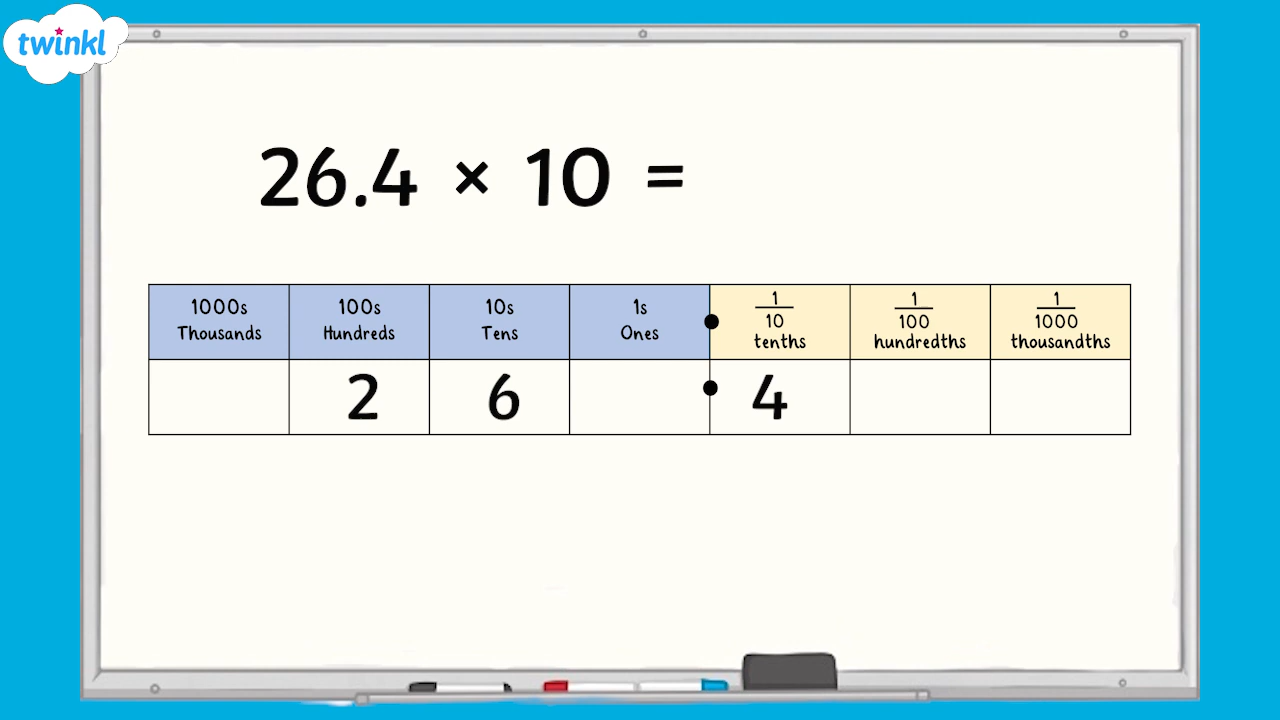 twinkl
26.4 × 10 =
1000s 100s 10s 1s 1/10 1/100 1/1000
Thousands Hundreds Tens Ones • tenths hundredths thousandths
2 6 • 4